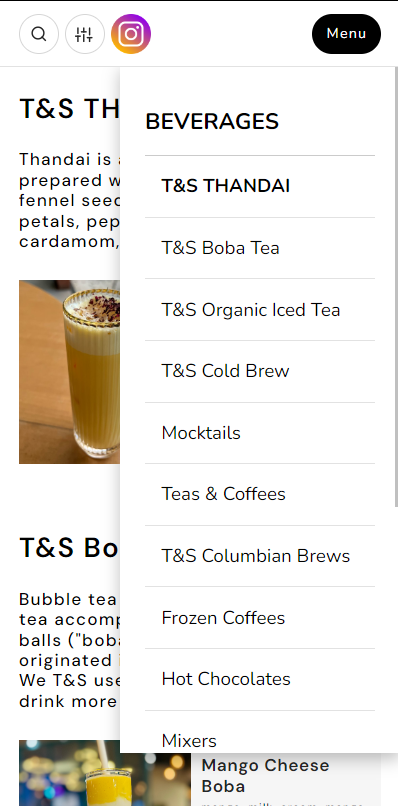 Menu
BEVERAGES
T&S THANDAI
T&S Boba Tea
T&S Organic Iced Tea
T&S Cold Brew
Mocktails
Teas & Coffees
T&S Columbian Brews
Frozen Coffees
Hot Chocolates
Mixers
T&S TH
Thandai is
prepared w
fennel seed
petals, pep
cardamom,
T&S Bo
Bubble tea
tea accomp
balls ("boba
originated
We T&S use
drink more
Mango Cheese
Boba